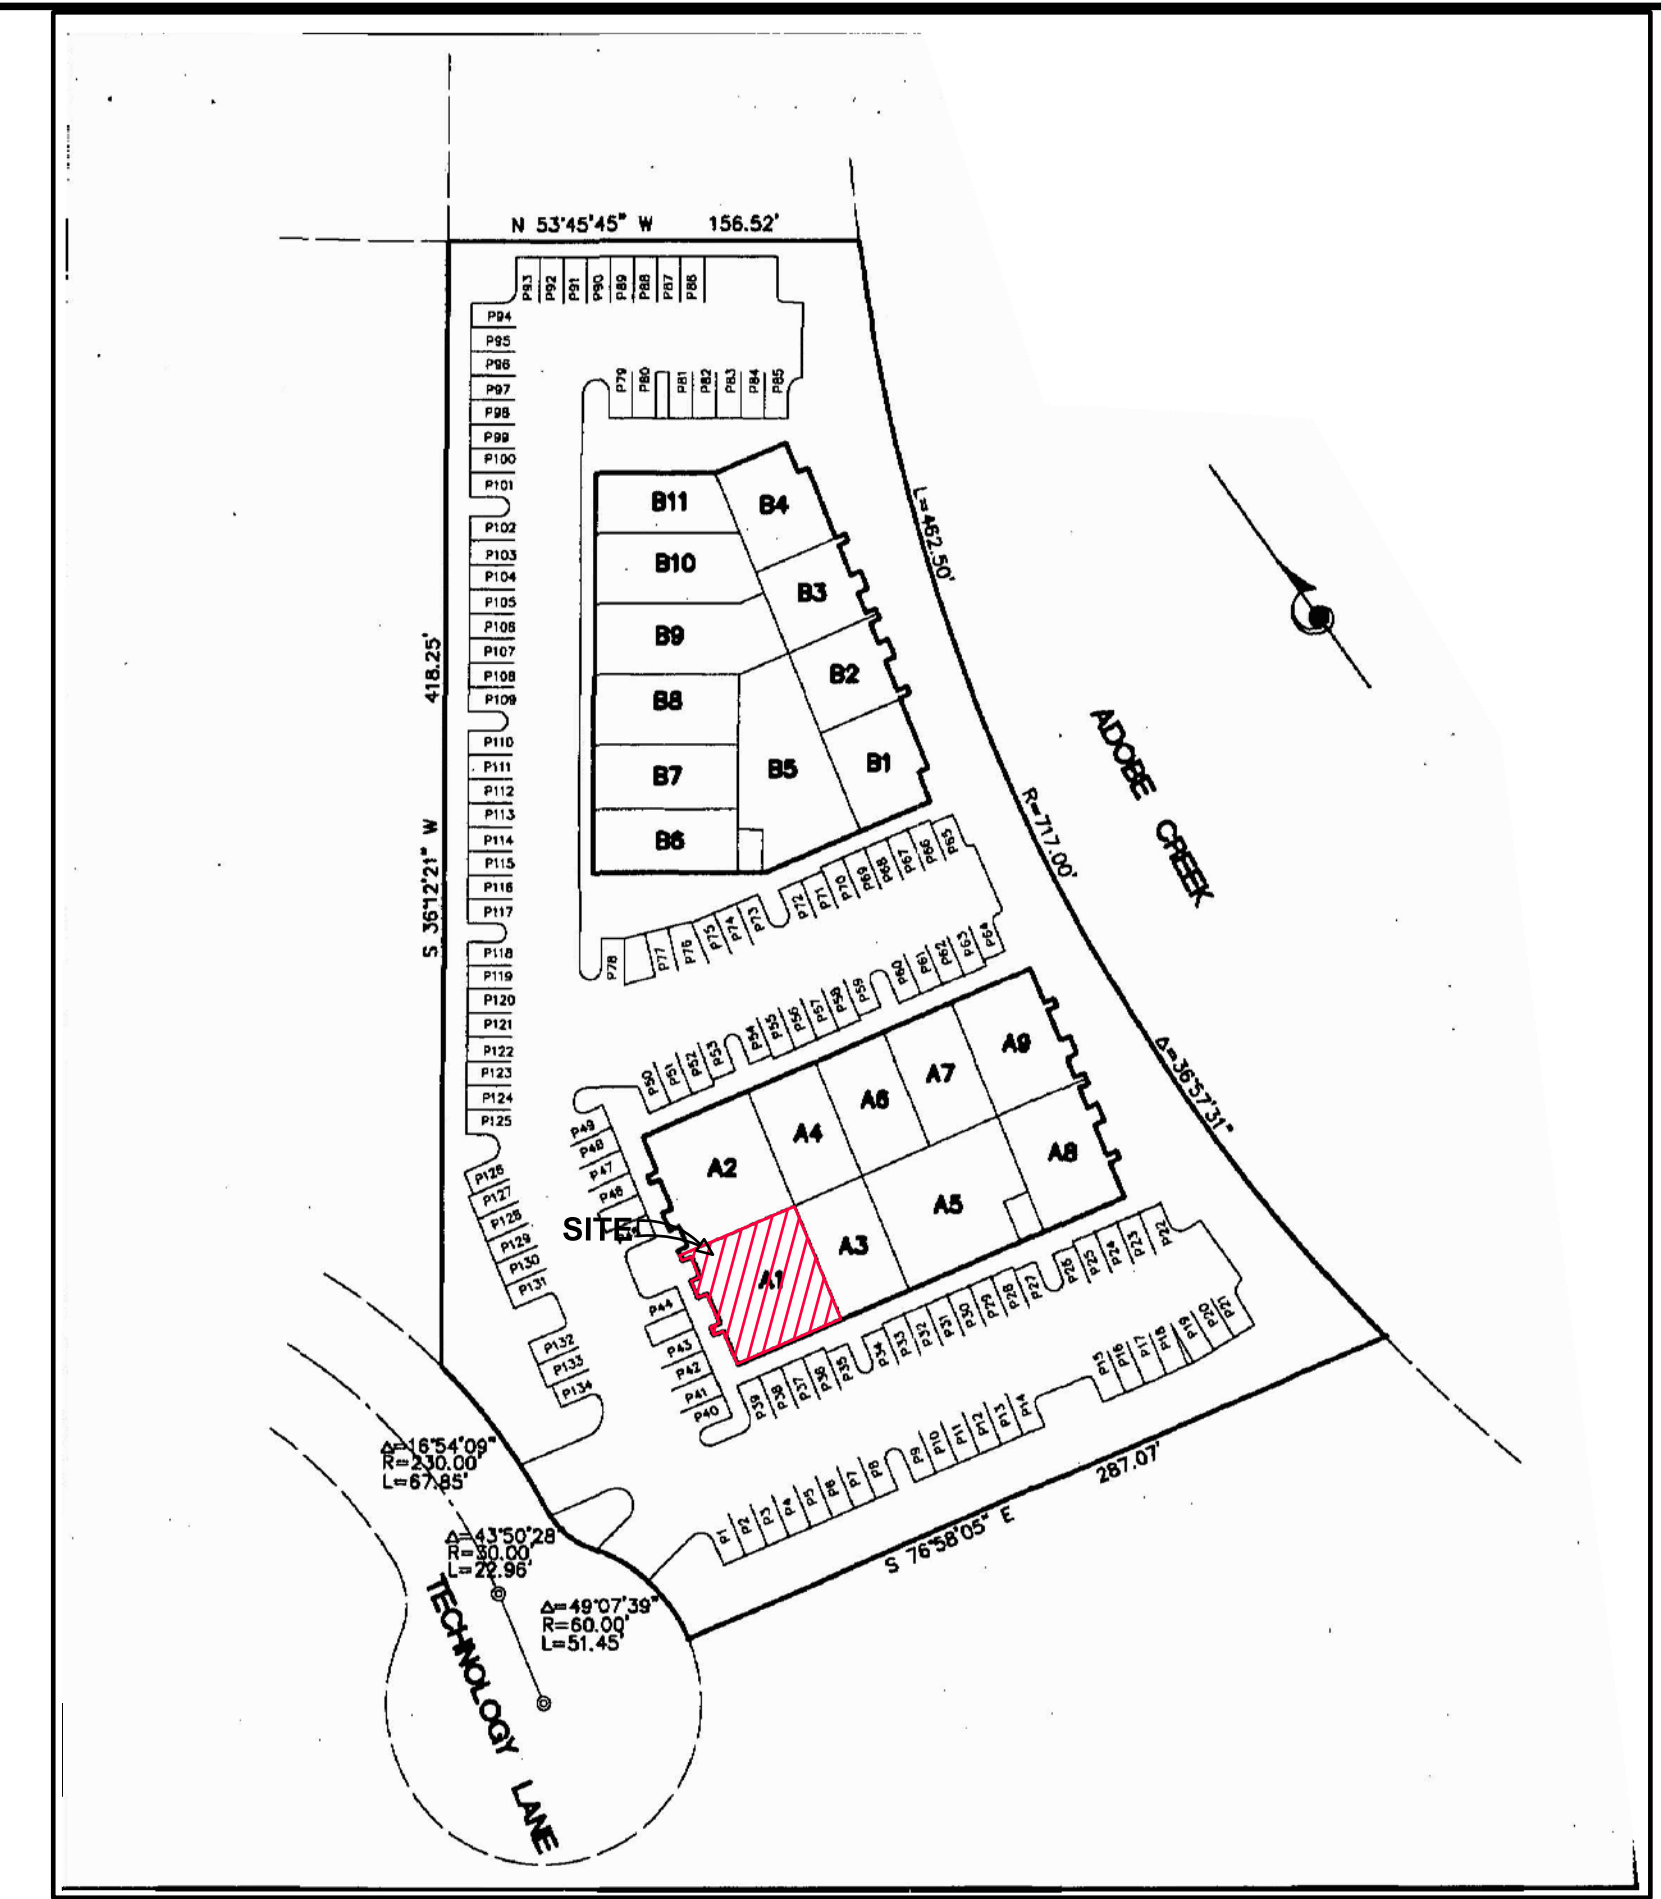 N 53°45'45" W 156.52'
P93
P92
P91
P90
P89
P88
P87
P86
P94
P95
P96
P97
P98
P99
P100
P101
P79
P80
P81
P82
P83
P84
P85
P102
P103
P104
P105
P106
P107
P108
P109
P110
P111
P112
P113
P114
P115
P116
P117
P118
P119
P120
P121
P122
P123
P124
P125
P126
P127
P128
P129
P130
P131
P132
P133
P134
418.25'
S 36°12'21" W
B11
B4
B10
B3
B9
B2
B8
B5
B1
B7
B6
L=462.50'
R=717.00'
Δ=36°57'31"
ADOBE CREEK
P78
P77
P76
P75
P74
P73
P72
P71
P70
P69
P68
P67
P66
P65
P50
P51
P52
P53
P54
P55
P56
P57
P58
P59
P60
P61
P62
P63
P64
P49
P48
P47
P46
SITE
A9
A7
A6
A4
A2
A8
A5
A3
A1
P44
P43
P42
P41
P40
P39
P38
P37
P36
P35
P34
P33
P32
P31
P30
P29
P28
P27
P26
P25
P24
P23
P22
P1
P2
P3
P4
P5
P6
P7
P8
P9
P10
P11
P12
P13
P14
P15
P16
P17
P18
P19
P20
P21
S 76°58'05" E 287.07'
Δ=16°54'09"
R=230.00'
L=67.85'
Δ=43°50'28"
R=30.00'
L=22.96'
Δ=49°07'39"
R=60.00'
L=51.45'
TECHNOLOGY LANE